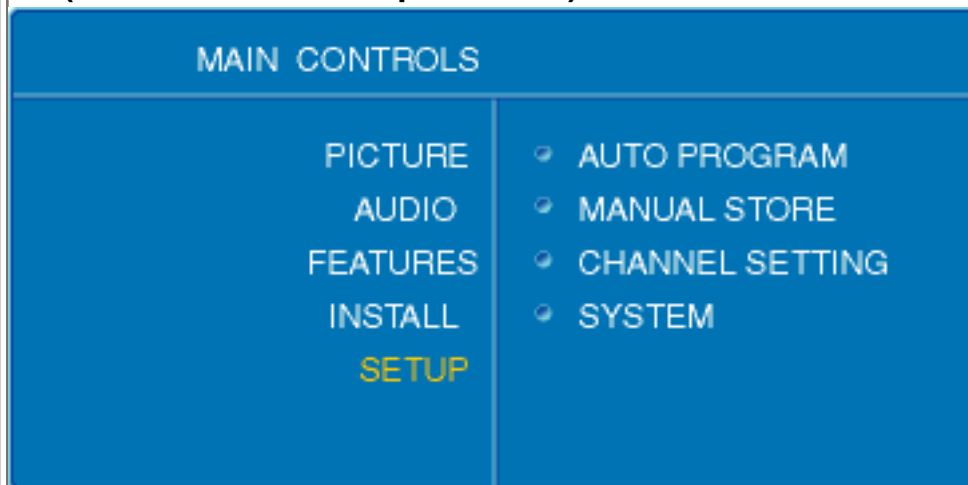 MAIN CONTROLS
PICTURE
AUDIO
FEATURES
INSTALL
SETUP
AUTO PROGRAM
MANUAL STORE
CHANNEL SETTING
SYSTEM